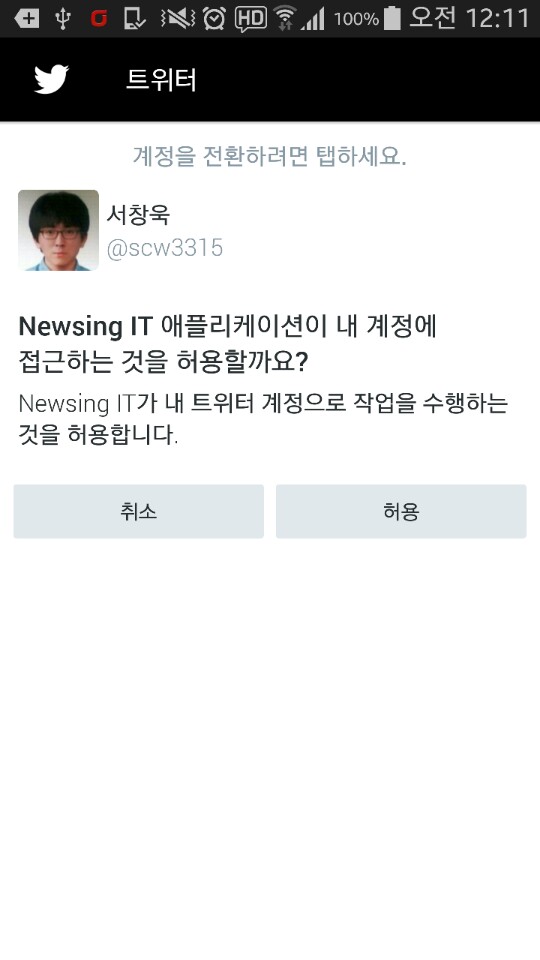 HD 100% 오전 12:11
트위터
계정을 전환하려면 탭하세요.
서창욱
@scw3315
Newsing IT 애플리케이션이 내 계정에
접근하는 것을 허용할까요?
Newsing IT가 내 트위터 계정으로 작업을 수행하는
것을 허용합니다.
취소 허용